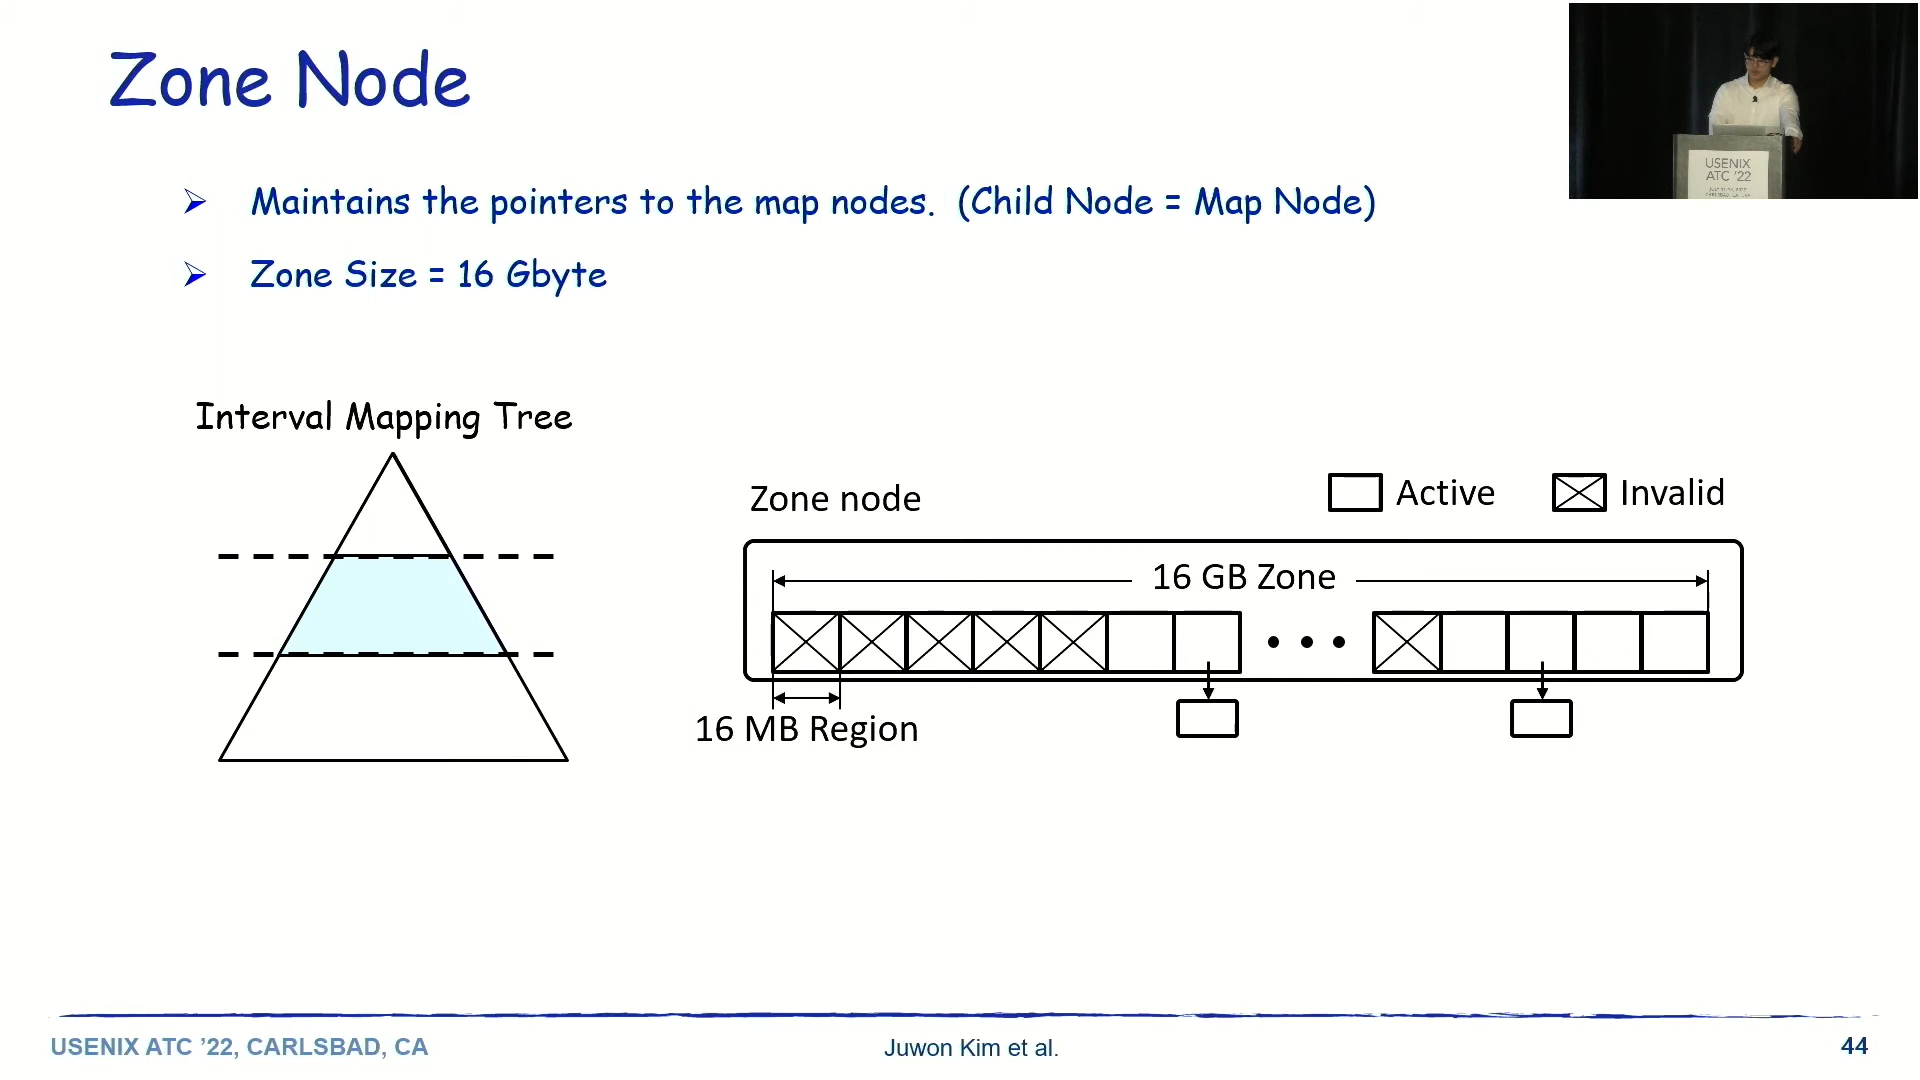 Zone Node
USENIX
ATC '22
➢ Maintains the pointers to the map nodes. (Child Node = Map Node)
➢ Zone Size = 16 Gbyte
Interval Mapping Tree
Zone node
Active
Invalid
16 GB Zone
16 MB Region
USENIX ATC ’22, CARLSBAD, CA
Juwon Kim et al.
44